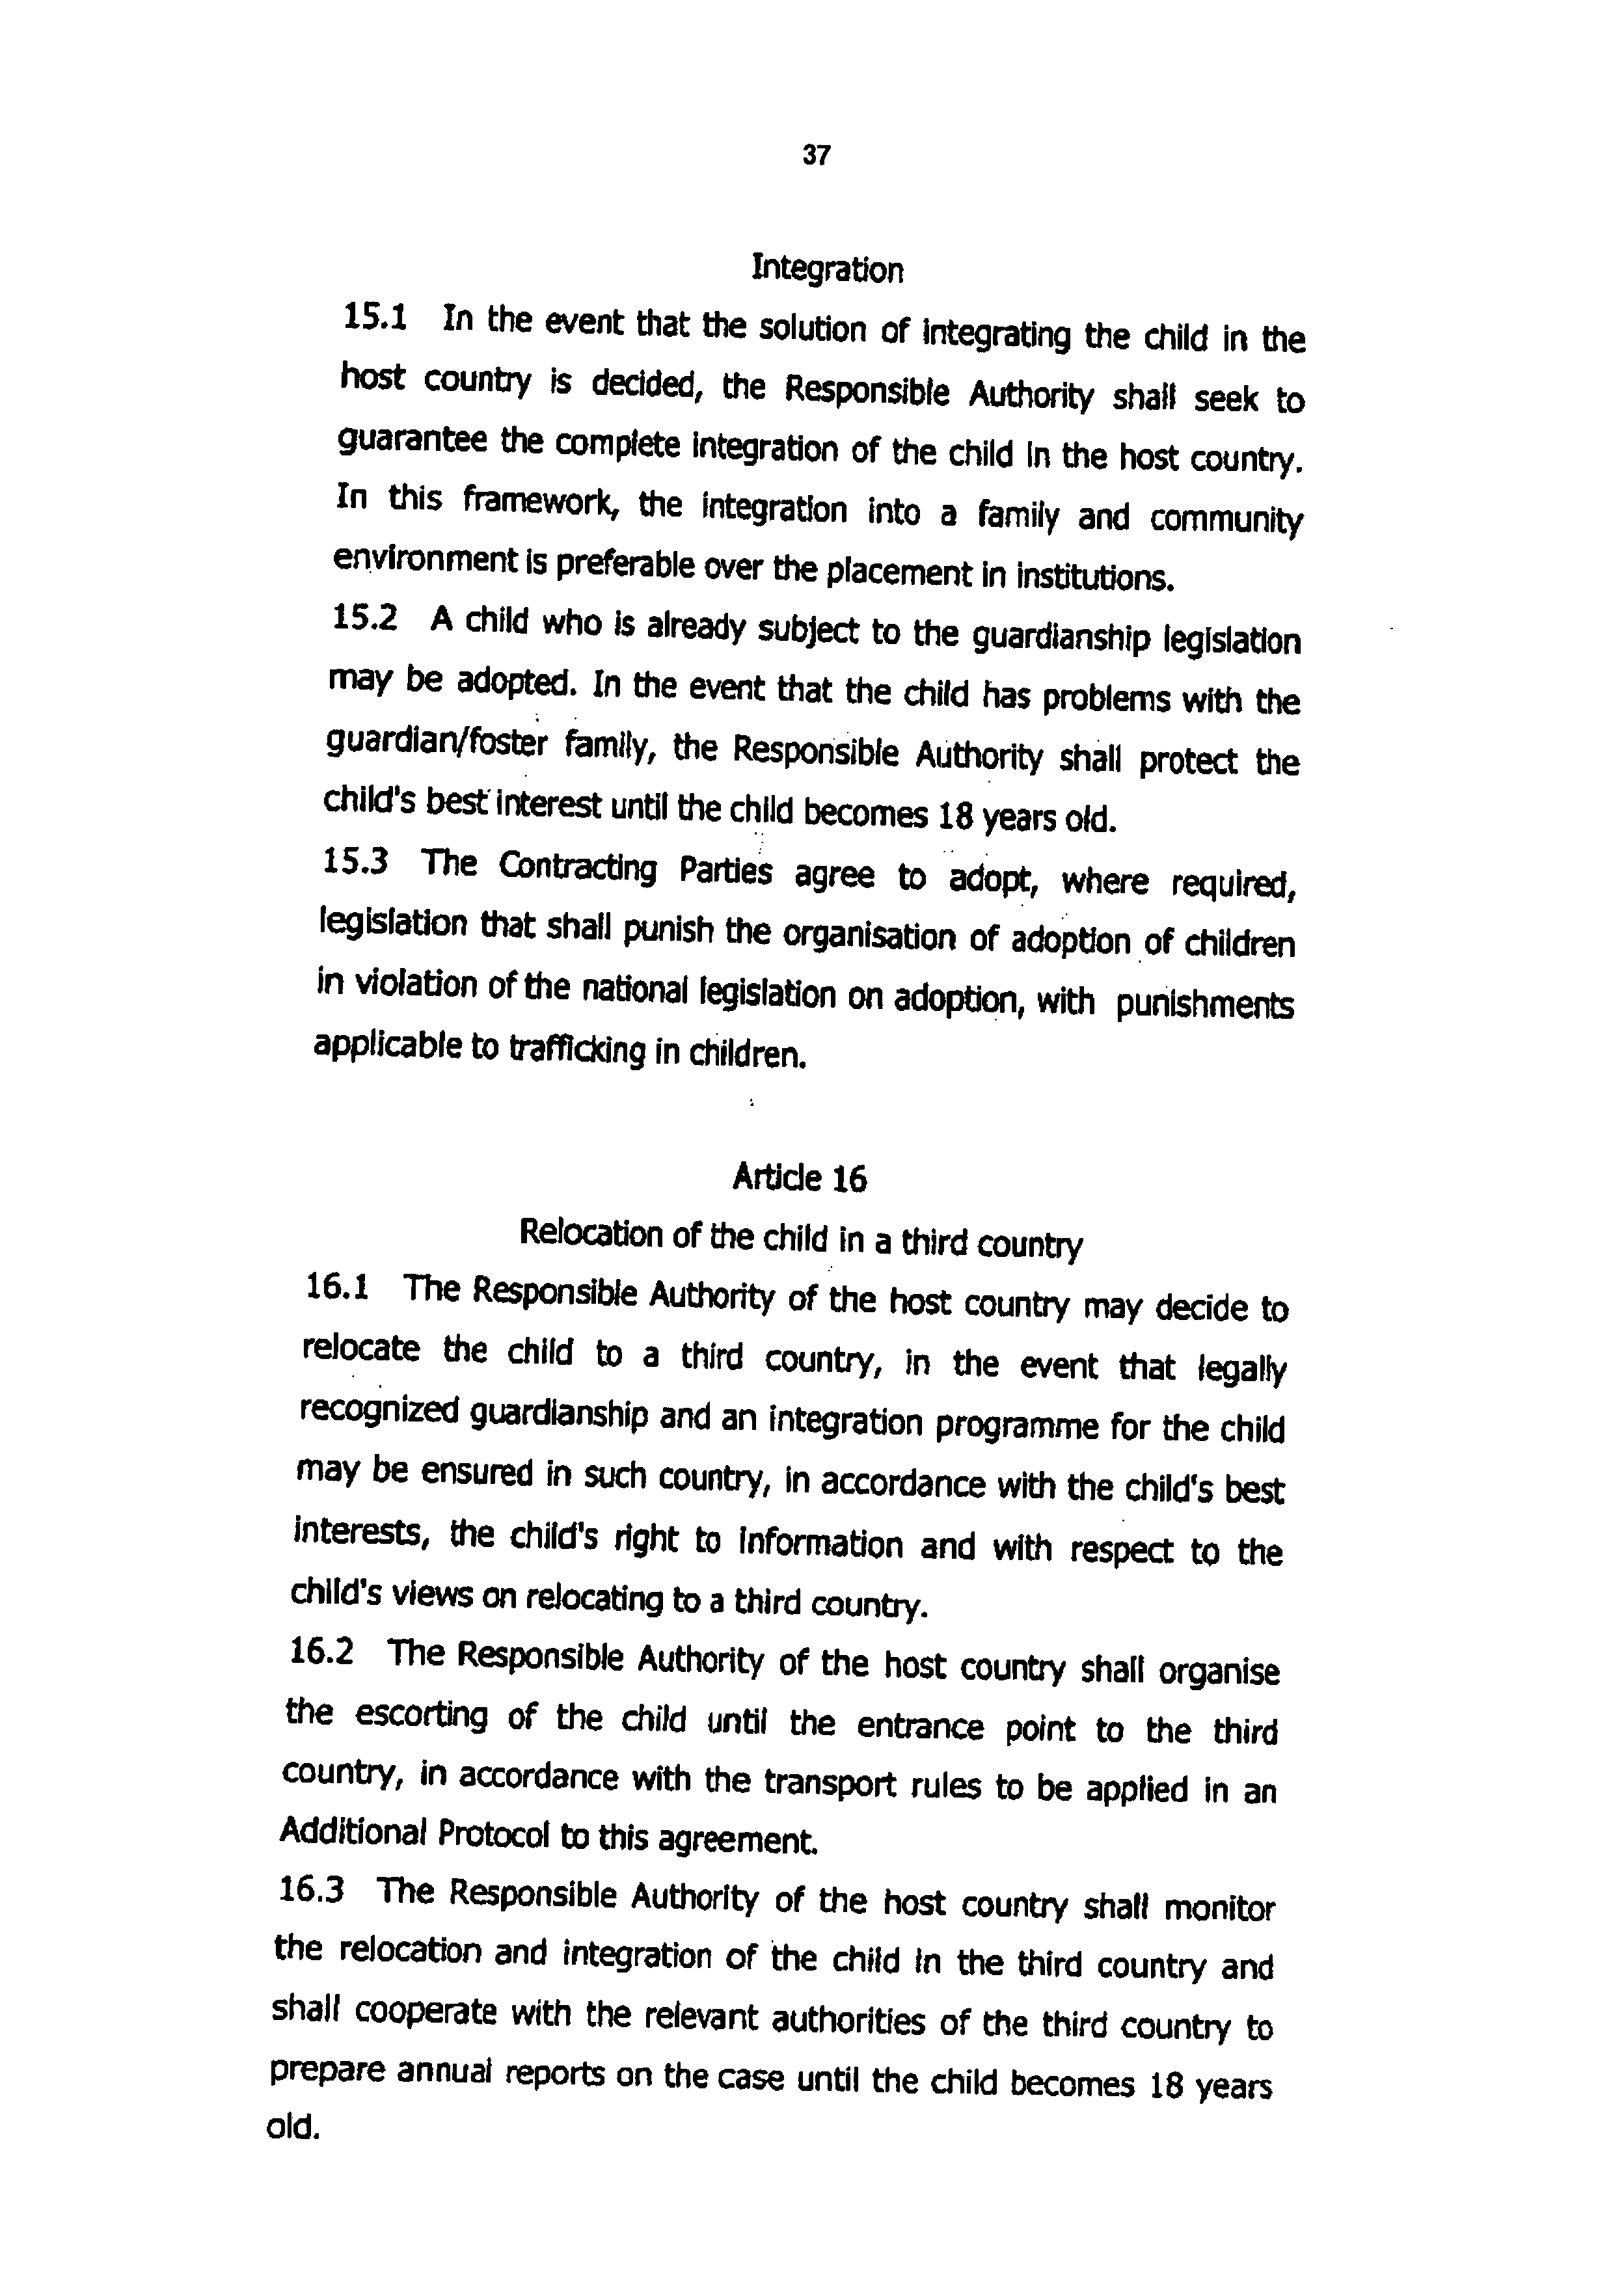 37
Integration
15.1 In the event that the solution of integrating the child in the
host country is decided, the Responsible Authority shall seek to
guarantee the complete integration of the child in the host country.
In this framework, the integration into a family and community
environment is preferable over the placement in institutions.
15.2 A child who is already subject to the guardianship legislation
may be adopted. In the event that the child has problems with the
guardian/foster family, the Responsible Authority shall protect the
child's best interest until the child becomes 18 years old.
15.3 The Contracting Parties agree to adopt, where required,
legislation that shall punish the organisation of adoption of children
in violation of the national legislation on adoption, with punishments
applicable to trafficking in children.
Article 16
Relocation of the child in a third country
16.1 The Responsible Authority of the host country may decide to
relocate the child to a third country, in the event that legally
recognized guardianship and an integration programme for the child
may be ensured in such country, in accordance with the child's best
interests, the child's right to information and with respect to the
child's views on relocating to a third country.
16.2 The Responsible Authority of the host country shall organise
the escorting of the child until the entrance point to the third
country, in accordance with the transport rules to be applied in an
Additional Protocol to this agreement.
16.3 The Responsible Authority of the host country shall monitor
the relocation and integration of the child in the third country and
shall cooperate with the relevant authorities of the third country to
prepare annual reports on the case until the child becomes 18 years
old.